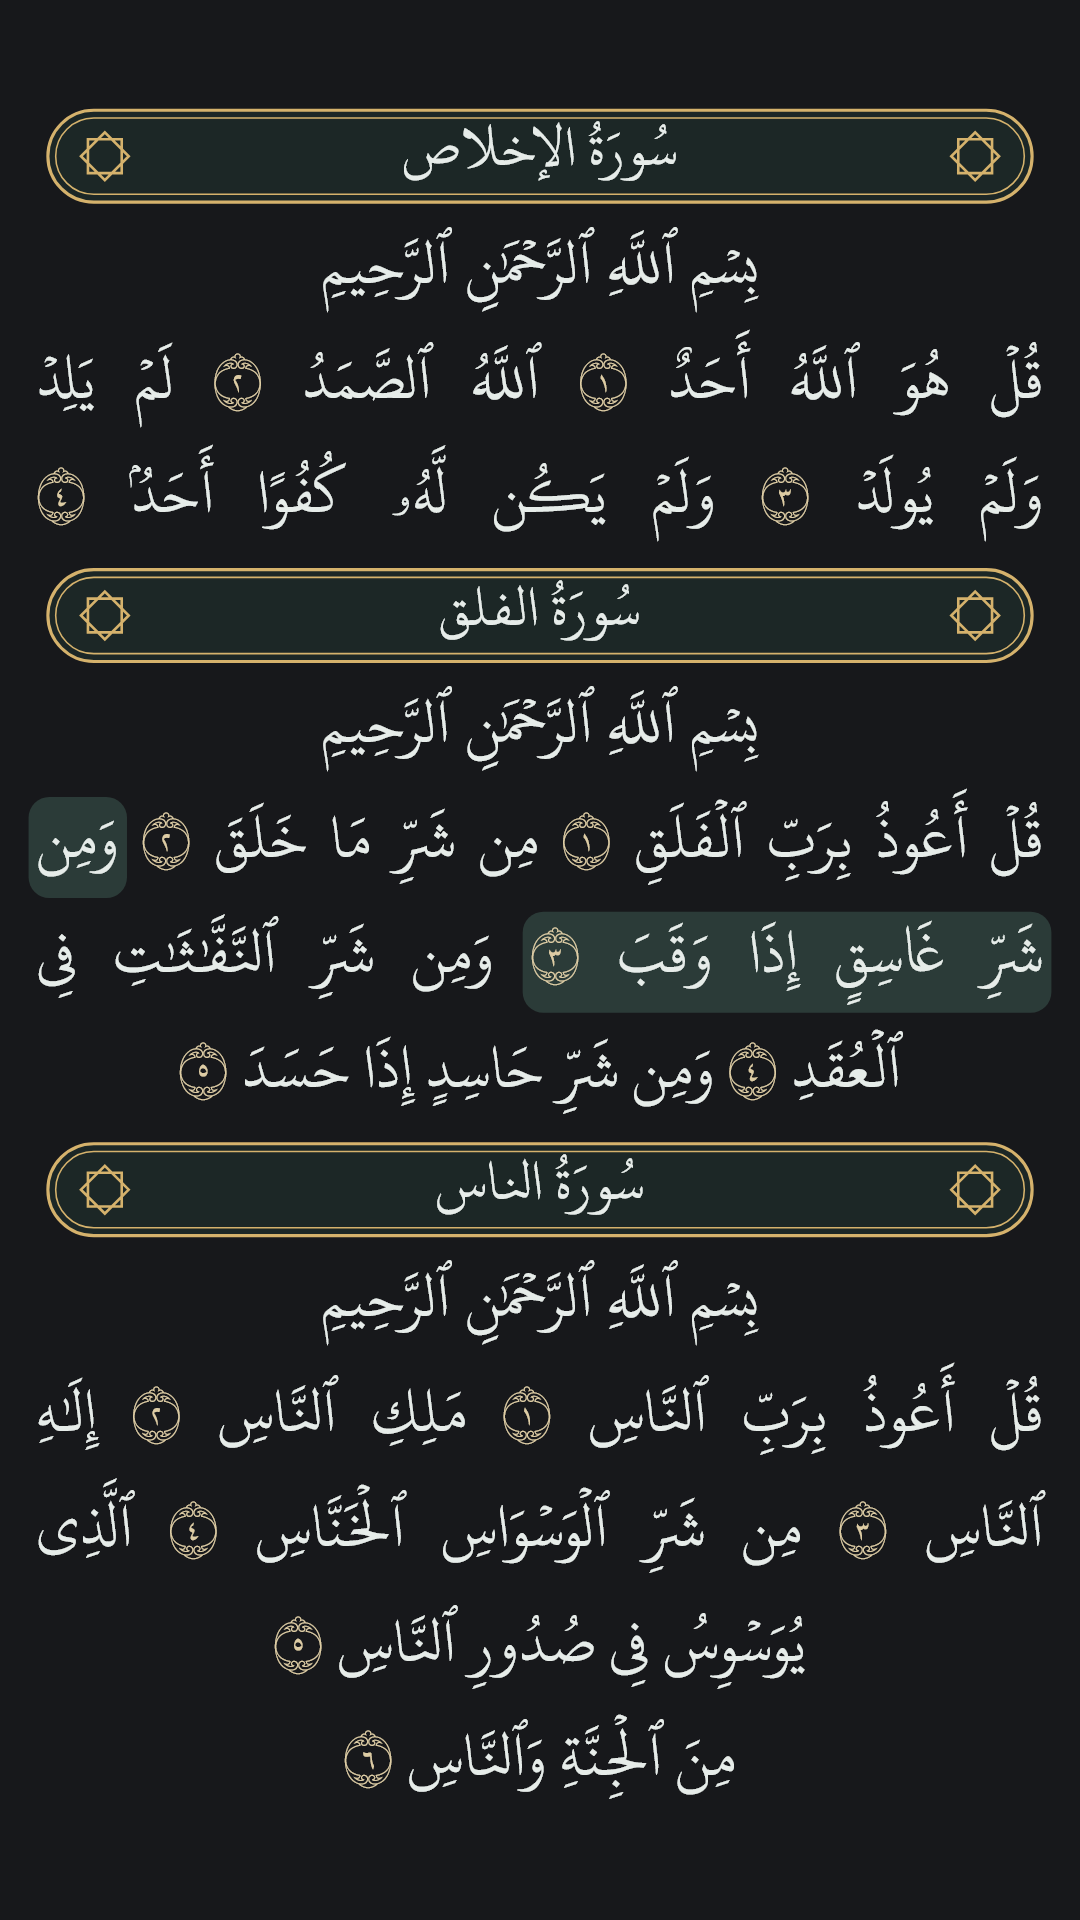 سُورَةُ الإخلاص
بِسۡمِ ٱللَّهِ ٱلرَّحۡمَٰنِ ٱلرَّحِيمِ
قُلۡ هُوَ ٱللَّهُ أَحَدٌ ١ ٱللَّهُ ٱلصَّمَدُ ٢ لَمۡ يَلِدۡ
وَلَمۡ يُولَدۡ ٣ وَلَمۡ يَكُن لَّهُۥ كُفُوًا أَحَدُۢ ٤
سُورَةُ الفلق
بِسۡمِ ٱللَّهِ ٱلرَّحۡمَٰنِ ٱلرَّحِيمِ
قُلۡ أَعُوذُ بِرَبِّ ٱلۡفَلَقِ ١ مِن شَرِّ مَا خَلَقَ ٢ وَمِن
شَرِّ غَاسِقٍ إِذَا وَقَبَ ٣ وَمِن شَرِّ ٱلنَّفَّٰثَٰتِ فِى
ٱلۡعُقَدِ ٤ وَمِن شَرِّ حَاسِدٍ إِذَا حَسَدَ ٥
سُورَةُ الناس
بِسۡمِ ٱللَّهِ ٱلرَّحۡمَٰنِ ٱلرَّحِيمِ
قُلۡ أَعُوذُ بِرَبِّ ٱلنَّاسِ ١ مَلِكِ ٱلنَّاسِ ٢ إِلَٰهِ
ٱلنَّاسِ ٣ مِن شَرِّ ٱلۡوَسۡوَاسِ ٱلۡخَنَّاسِ ٤ ٱلَّذِى
يُوَسۡوِسُ فِى صُدُورِ ٱلنَّاسِ ٥
مِنَ ٱلۡجِنَّةِ وَٱلنَّاسِ ٦